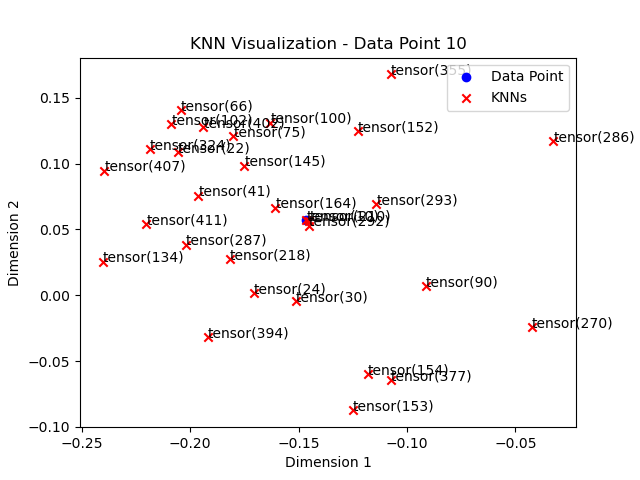 KNN Visualization - Data Point 10
Data Point
KNNs
tensor(355)
tensor(66)
tensor(102)
tensor(402)
tensor(100)
tensor(75)
tensor(152)
tensor(286)
tensor(324)
tensor(22)
tensor(407)
tensor(145)
tensor(41)
tensor(164)
tensor(293)
tensor(292)
tensor(411)
tensor(287)
tensor(218)
tensor(134)
tensor(90)
tensor(24)
tensor(30)
tensor(270)
tensor(394)
tensor(154)
tensor(377)
tensor(153)
0.15
0.10
0.05
0.00
−0.05
−0.10
−0.25
−0.20
−0.15
−0.10
−0.05
Dimension 1
Dimension 2